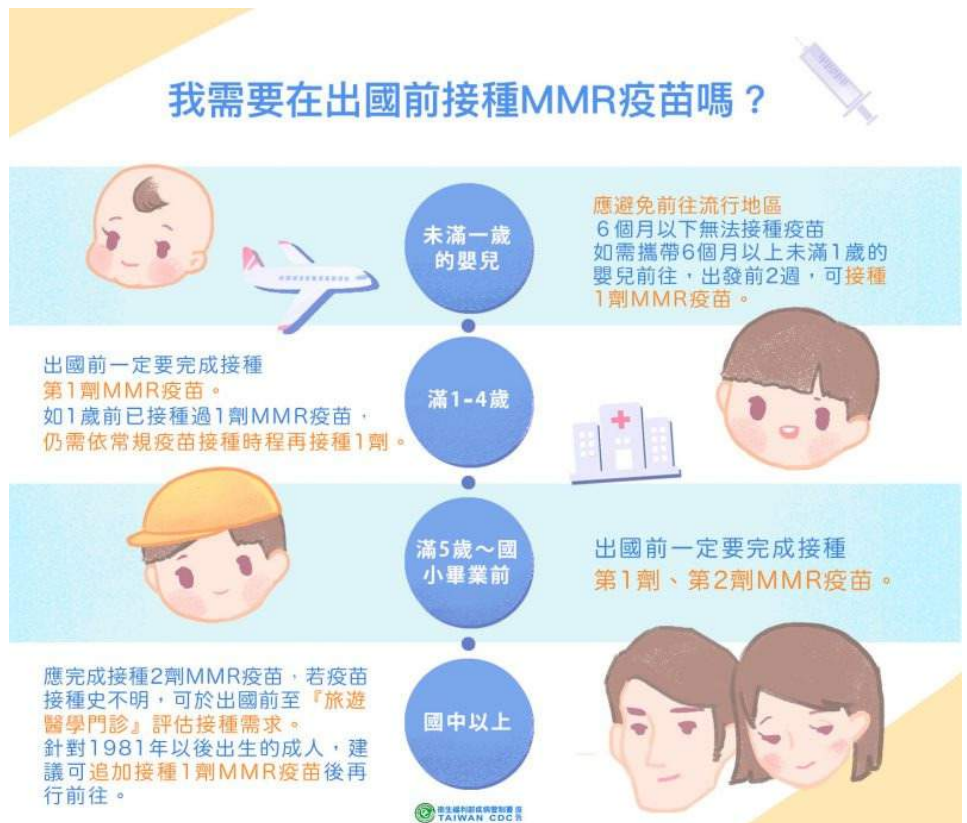 我需要在出國前接種MMR疫苗嗎？
未滿一歲
的嬰兒
應避免前往流行地區
6個月以下無法接種疫苗
如需攜帶6個月以上未滿1歲的
嬰兒前往，出發前2週，可接種
1劑MMR疫苗。
出國前一定要完成接種
第1劑MMR疫苗。
如1歲前已接種過1劑MMR疫苗，
仍需依常規疫苗接種時程再接種1劑。
滿1-4歲
滿5歲～國
小畢業前
出國前一定要完成接種
第1劑、第2劑MMR疫苗。
應完成接種2劑MMR疫苗，若疫苗
接種史不明，可於出國前至『旅遊
醫學門診』評估接種需求。
針對1981年以後出生的成人，建
議可追加接種1劑MMR疫苗後再
行前往。
國中以上
衛生福利部疾病管制署
TAIWAN CDC